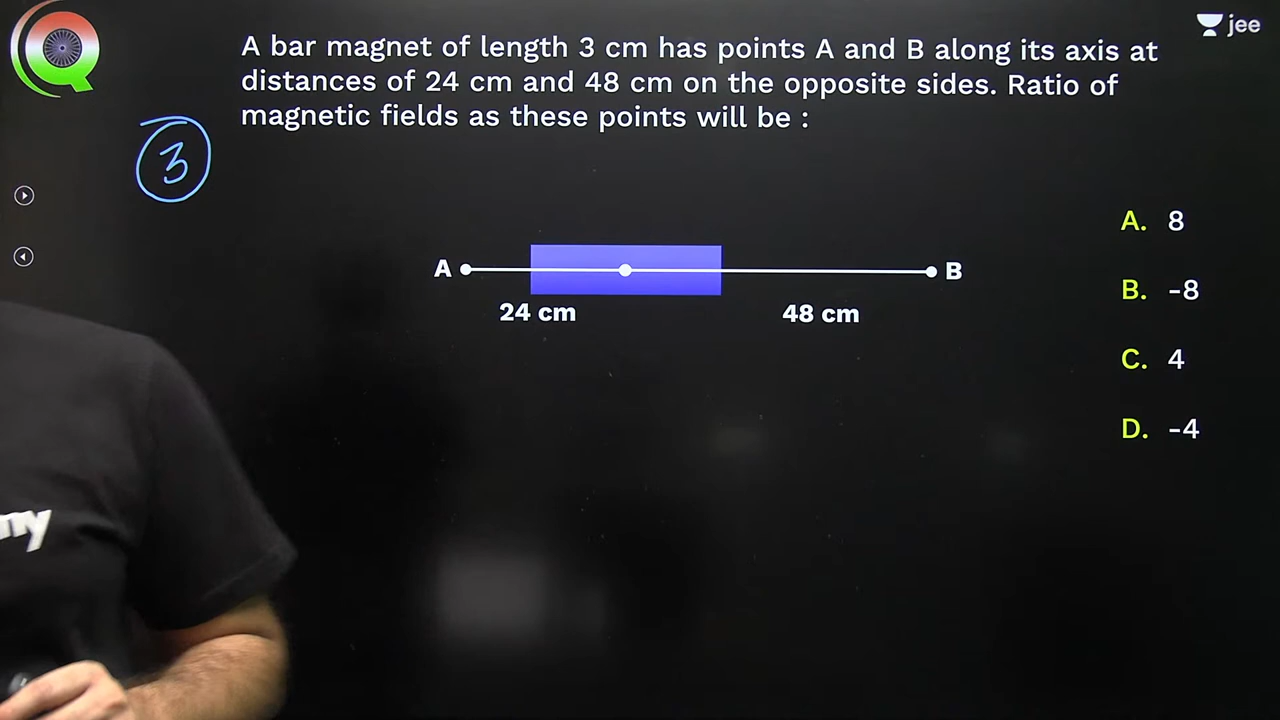 jee
A bar magnet of length 3 cm has points A and B along its axis at
distances of 24 cm and 48 cm on the opposite sides. Ratio of
magnetic fields as these points will be :
3
A. 8
A B
B. -8
24 cm 48 cm
C. 4
D. -4
my